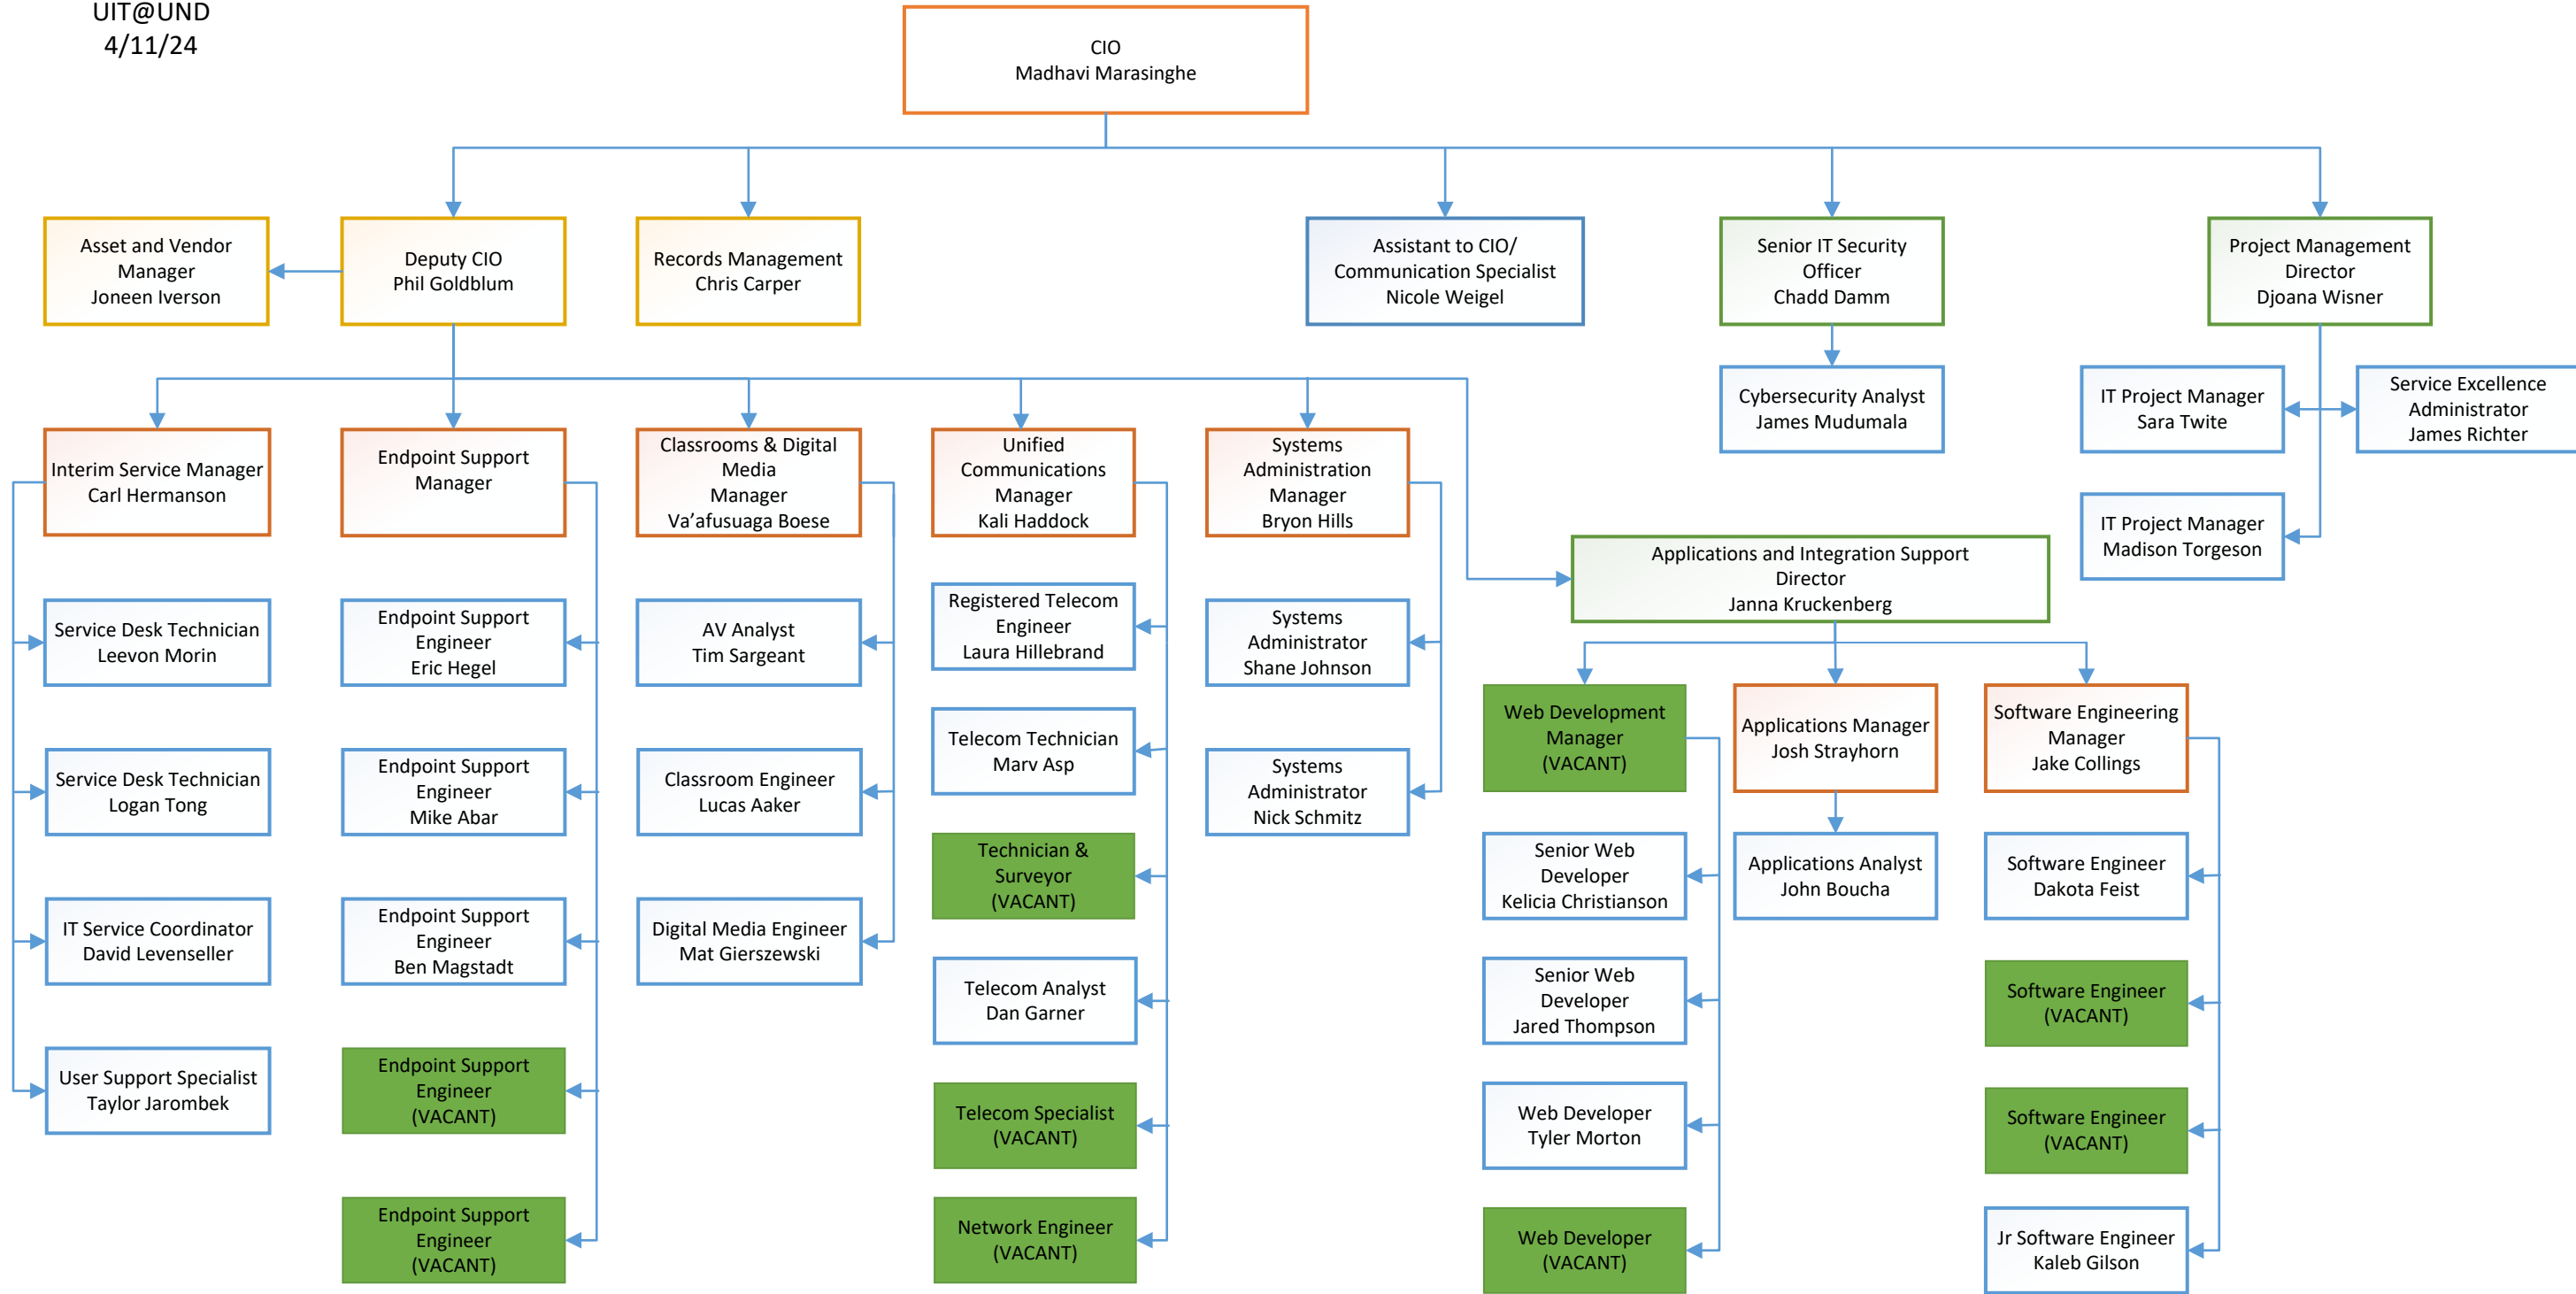 UIT@UND
4/11/24
CIO
Madhavi Marasinghe
Asset and Vendor
Manager
Joneen Iverson
Deputy CIO
Phil Goldblum
Records Management
Chris Carper
Assistant to CIO/
Communication Specialist
Nicole Weigel
Senior IT Security
Officer
Chadd Damm
Project Management
Director
Djoana Wisner
Cybersecurity Analyst
James Mudumala
IT Project Manager
Sara Twite
Service Excellence
Administrator
James Richter
IT Project Manager
Madison Torgeson
Interim Service Manager
Carl Hermanson
Endpoint Support
Manager
Classrooms & Digital
Media
Manager
Va’afusuaga Boese
Unified
Communications
Manager
Kali Haddock
Systems
Administration
Manager
Bryon Hills
Applications and Integration Support
Director
Janna Kruckenberg
Service Desk Technician
Leevon Morin
Service Desk Technician
Logan Tong
IT Service Coordinator
David Levenseller
User Support Specialist
Taylor Jarombek
Endpoint Support
Engineer
Eric Hegel
Endpoint Support
Engineer
Mike Abar
Endpoint Support
Engineer
Ben Magstadt
Endpoint Support
Engineer
(VACANT)
Endpoint Support
Engineer
(VACANT)
AV Analyst
Tim Sargeant
Classroom Engineer
Lucas Aaker
Digital Media Engineer
Mat Gierszewski
Registered Telecom
Engineer
Laura Hillebrand
Telecom Technician
Marv Asp
Technician &
Surveyor
(VACANT)
Telecom Analyst
Dan Garner
Telecom Specialist
(VACANT)
Network Engineer
(VACANT)
Systems
Administrator
Shane Johnson
Systems
Administrator
Nick Schmitz
Web Development
Manager
(VACANT)
Senior Web
Developer
Kelicia Christianson
Senior Web
Developer
Jared Thompson
Web Developer
Tyler Morton
Web Developer
(VACANT)
Applications Manager
Josh Strayhorn
Applications Analyst
John Boucha
Software Engineering
Manager
Jake Collings
Software Engineer
Dakota Feist
Software Engineer
(VACANT)
Software Engineer
(VACANT)
Jr Software Engineer
Kaleb Gilson